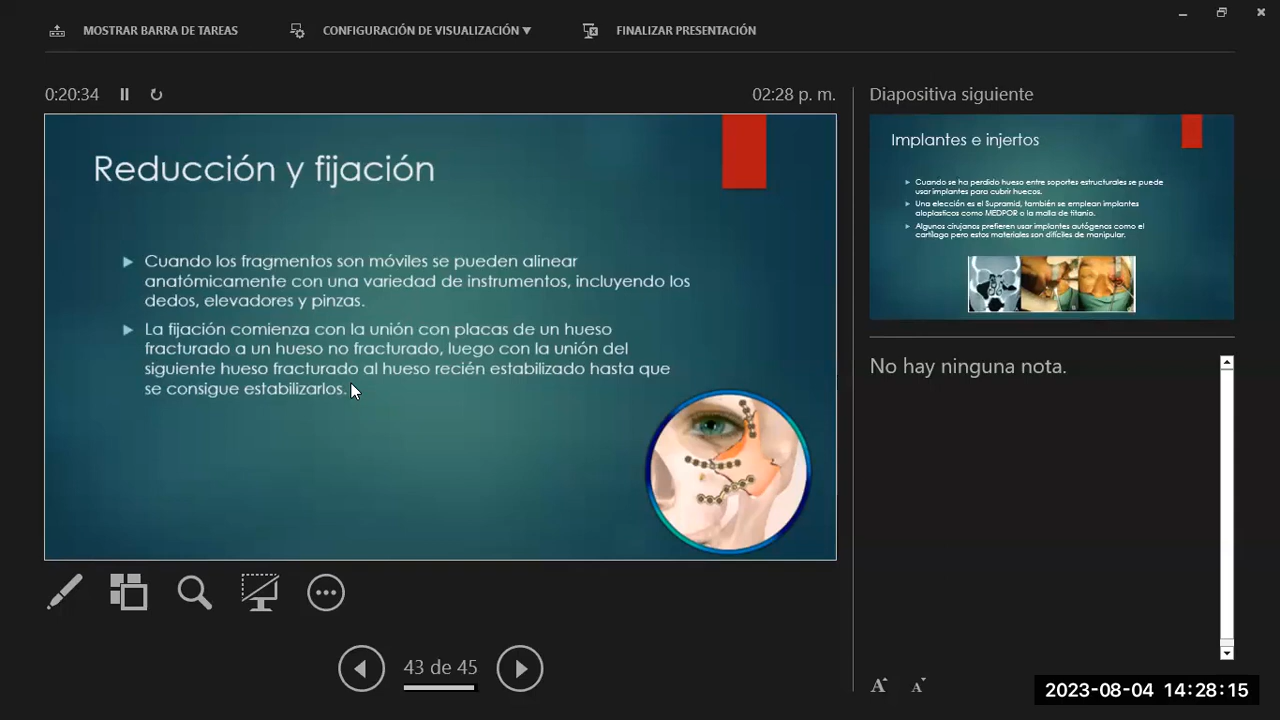 MOSTRAR BARRA DE TAREAS
CONFIGURACIÓN DE VISUALIZACIÓN ▼
FINALIZAR PRESENTACIÓN
0:20:34
02:28 p. m.
Reducción y fijación
Cuando los fragmentos son móviles se pueden alinear
anatómicamente con una variedad de instrumentos, incluyendo los
dedos, elevadores y pinzas.
La fijación comienza con la unión con placas de un hueso
fracturado a un hueso no fracturado, luego con la unión del
siguiente hueso fracturado al hueso recién estabilizado hasta que
se consigue estabilizarlos.
43 de 45
Diapositiva siguiente
Implantes e injertos
Cuando se ha perdido hueso entre soportes estructurales se puede
usar implantes para cubrir huecos.
Una elección es el Supramid, también se emplean implantes
aloplasticos como MEDPOR o la malla de titanio.
Algunos cirujanos prefieren usar implantes autógenos como el
cartílago pero estos materiales son difíciles de manipular.
No hay ninguna nota.
A A
2023-08-04 14:28:15